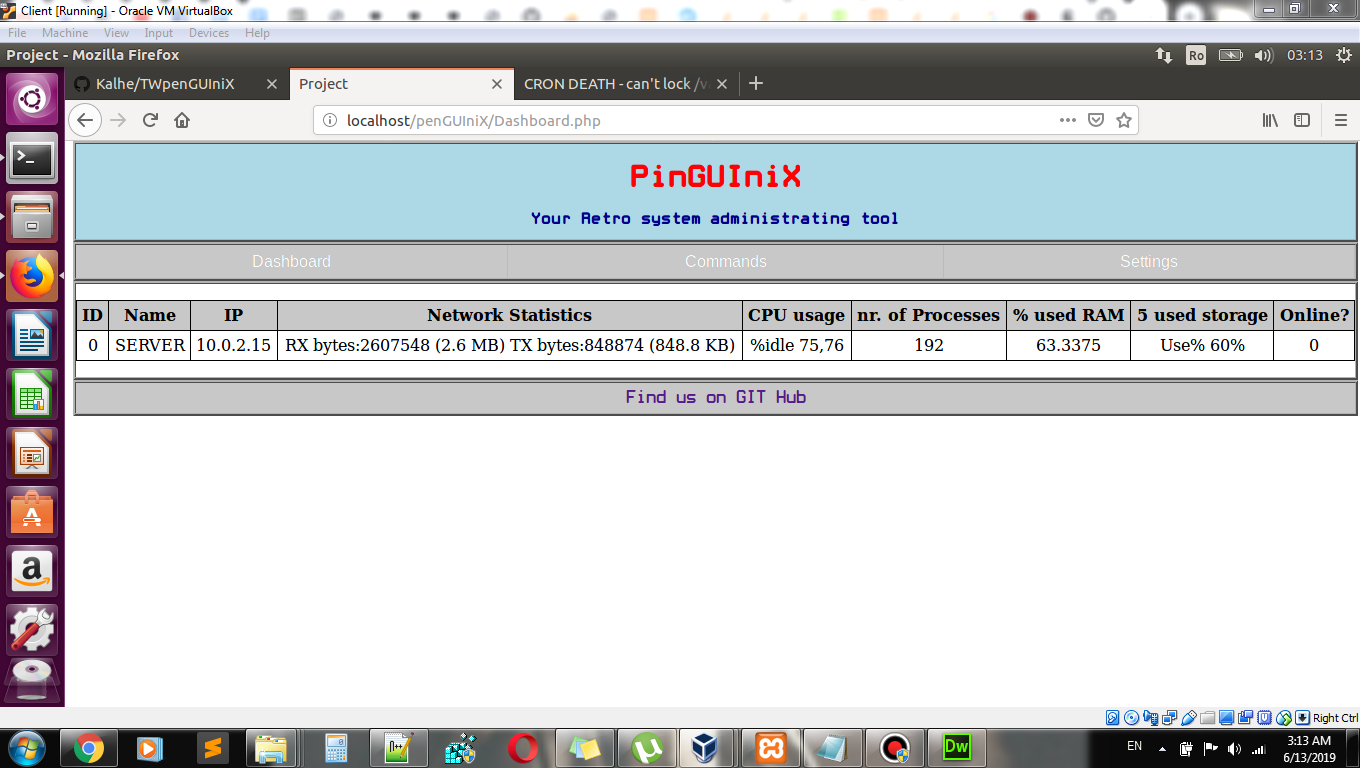 Client [Running] - Oracle VM VirtualBox
File Machine View Input Devices Help
Project - Mozilla Firefox
Ro
03:13
Kalhe/TWpenGUIniX
Project
CRON DEATH - can't lock /v
localhost/penGUIniX/Dashboard.php
PinGUIniX
Your Retro system administrating tool
Dashboard Commands Settings
ID Name IP Network Statistics CPU usage nr. of Processes % used RAM 5 used storage Online?
0 SERVER 10.0.2.15 RX bytes:2607548 (2.6 MB) TX bytes:848874 (848.8 KB) %idle 75,76 192 63.3375 Use% 60% 0
Find us on GIT Hub
Right Ctrl
EN
3:13 AM
6/13/2019
Dw